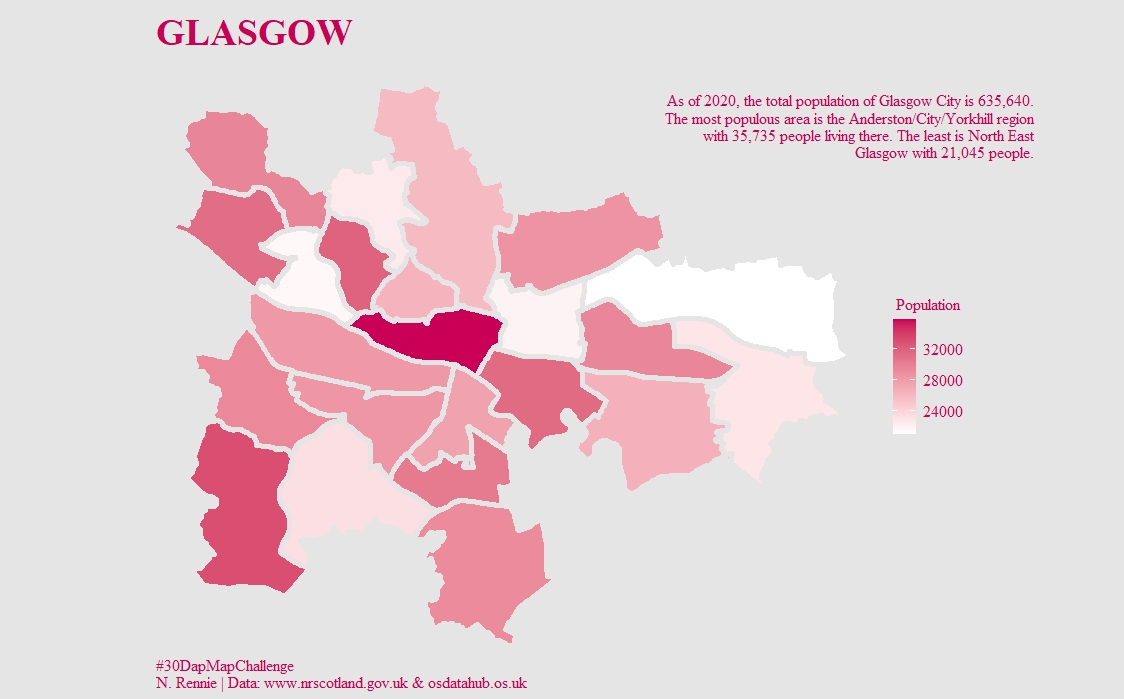 GLASGOW
As of 2020, the total population of Glasgow City is 635,640.
The most populous area is the Anderston/City/Yorkhill region
with 35,735 people living there. The least is North East
Glasgow with 21,045 people.
Population
32000
28000
24000
#30DapMapChallenge
N. Rennie | Data: www.nrscotland.gov.uk & osdatahub.os.uk